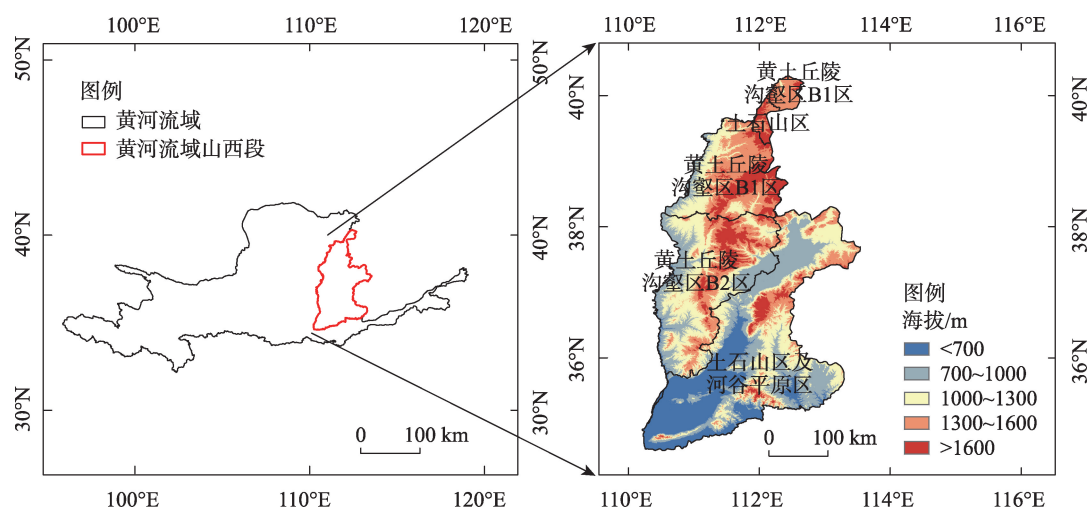 100°E
110°E
120°E
50°N
40°N
30°N
50°N
40°N
30°N
图例
黄河流域
黄河流域山西段
0
100 km
100°E
110°E
120°E
110°E
112°E
114°E
116°E
40°N
38°N
36°N
40°N
38°N
36°N
黄土丘陵
沟壑区B1区
土石山区
黄土丘陵
沟壑区B1区
黄土丘陵
沟壑区B2区
土石山区及
河谷平原区
图例
海拔/m
<700
700~1000
1000~1300
1300~1600
>1600
0
100 km
110°E
112°E
114°E
116°E